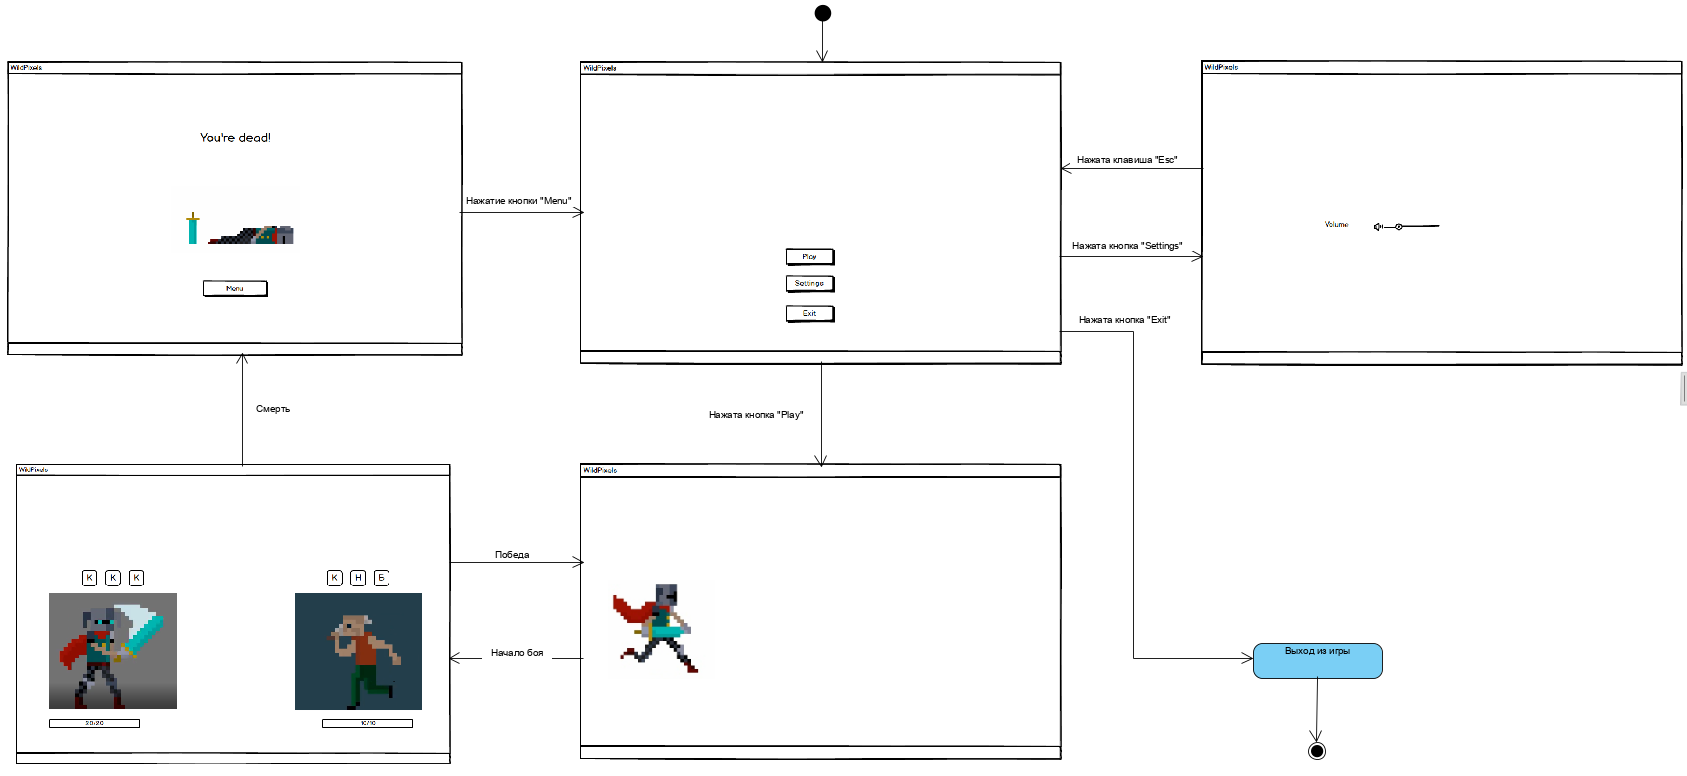 WildPixels
WildPixels
WildPixels
You're dead!
Menu
Нажатие кнопки "Menu"
Play
Settings
Exit
Нажата клавиша "Esc"
Нажата кнопка "Settings"
Volume
Нажата кнопка "Exit"
Смерть
Нажата кнопка "Play"
WildPixels
WildPixels
К К К
К Н Б
20/20
10/10
Победа
Начало боя
Выход из игры